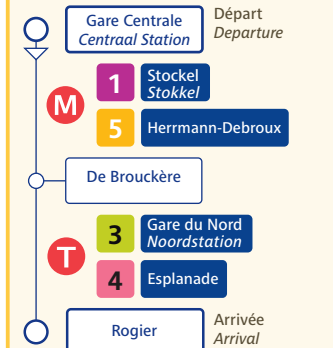 Gare Centrale
Centraal Station
Départ
Departure
M
1
Stockel
Stokkel
5
Herrmann-Debroux
De Brouckère
T
3
Gare du Nord
Noordstation
4
Esplanade
Rogier
Arrivée
Arrival